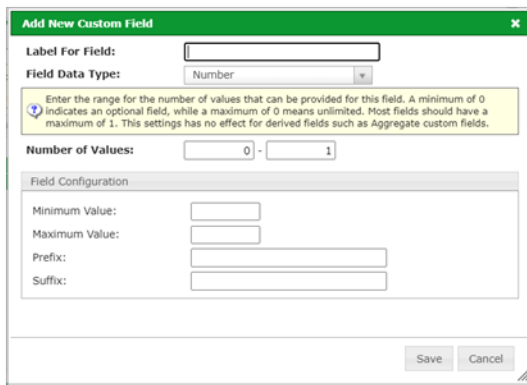 Add New Custom Field
Label For Field:
Field Data Type: Number
Enter the range for the number of values that can be provided for this field. A minimum of 0
indicates an optional field, while a maximum of 0 means unlimited. Most fields should have a
maximum of 1. This settings has no effect for derived fields such as Aggregate custom fields.
Number of Values: 0 - 1
Field Configuration
Minimum Value:
Maximum Value:
Prefix:
Suffix:
Save Cancel